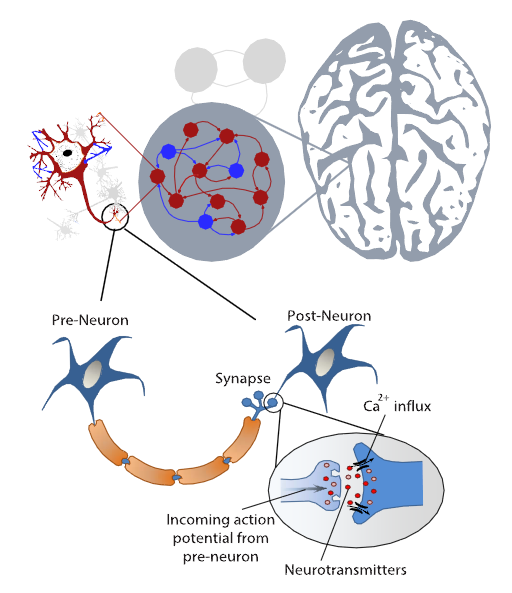 Pre-Neuron
Post-Neuron
Synapse
Ca2+ influx
Incoming action
potential from
pre-neuron
Neurotransmitters